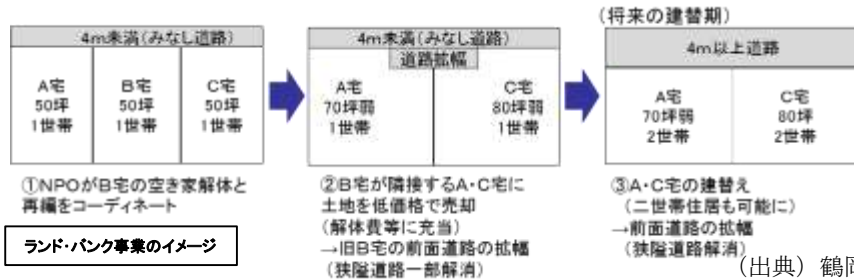 4m未満(みなし道路)
A宅
50坪
1世帯
B宅
50坪
1世帯
C宅
50坪
1世帯
①NPOがB宅の空き家解体と
再編をコーディネート
ランド・バンク事業のイメージ
4m未満(みなし道路)
道路拡幅
A宅
70坪弱
1世帯
C宅
80坪弱
1世帯
②B宅が隣接するA・C宅に
土地を低価格で売却
(解体費等に充当)
→旧B宅の前面道路の拡幅
(狭隘道路一部解消)
(将来の建替期)
4m以上道路
A宅
70坪弱
2世帯
C宅
80坪
2世帯
③A・C宅の建替え
(二世帯住居も可能に)
→前面道路の拡幅
(狭隘道路解消)
(出典)鶴岡